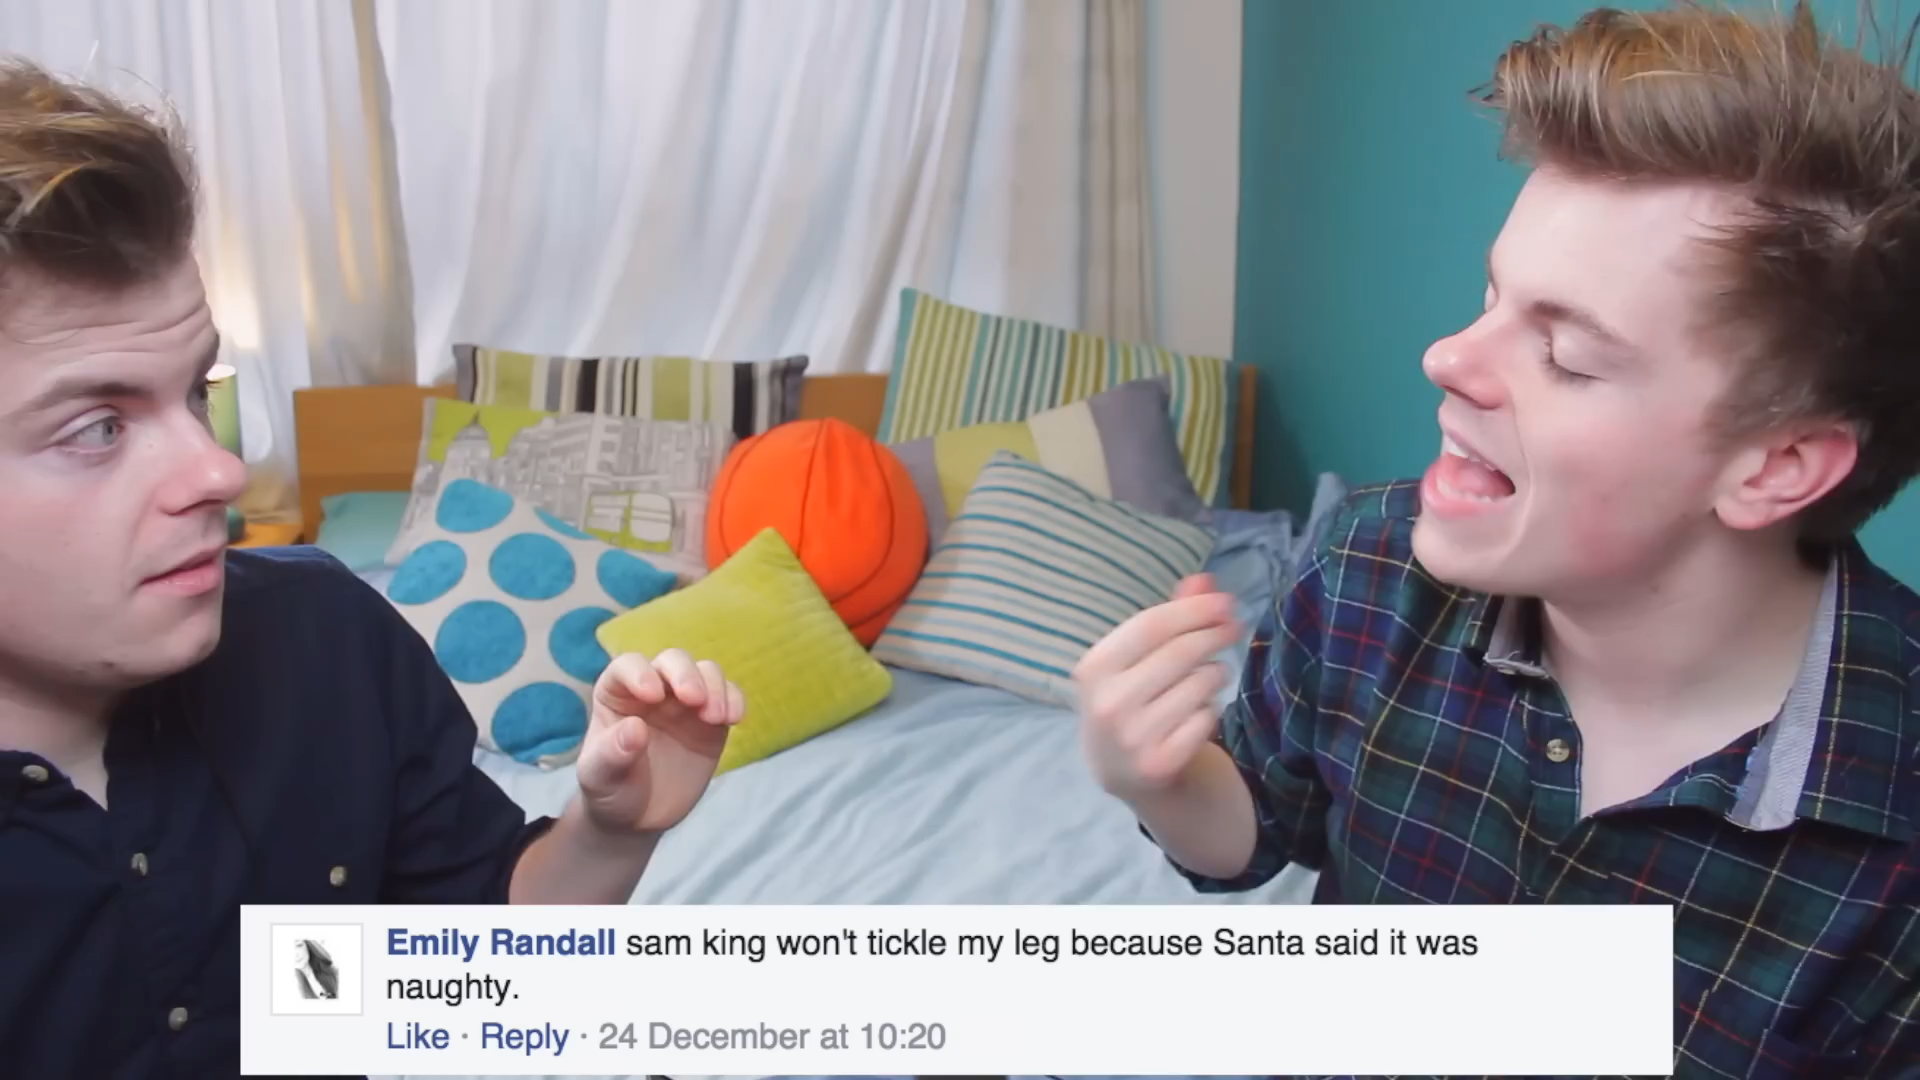 Emily Randall sam king won't tickle my leg because Santa said it was
naughty.
Like · Reply · 24 December at 10:20